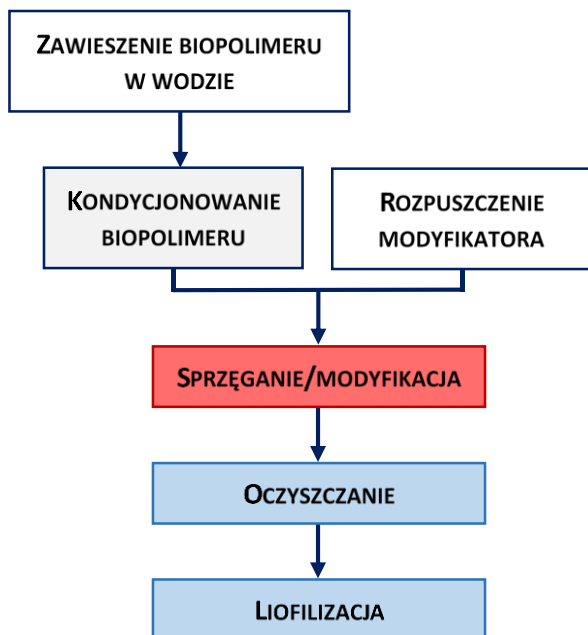 ZAWIESZENIE BIOPOLIMERU
W WODZIE
KONDYCJONOWANIE
BIOPOLIMERU
ROZPUSZCZENIE
MODYFIKATORA
SPRZĘGANIE/MODYFIKACJA
OCZYSZCZANIE
LIOFILIZACJA